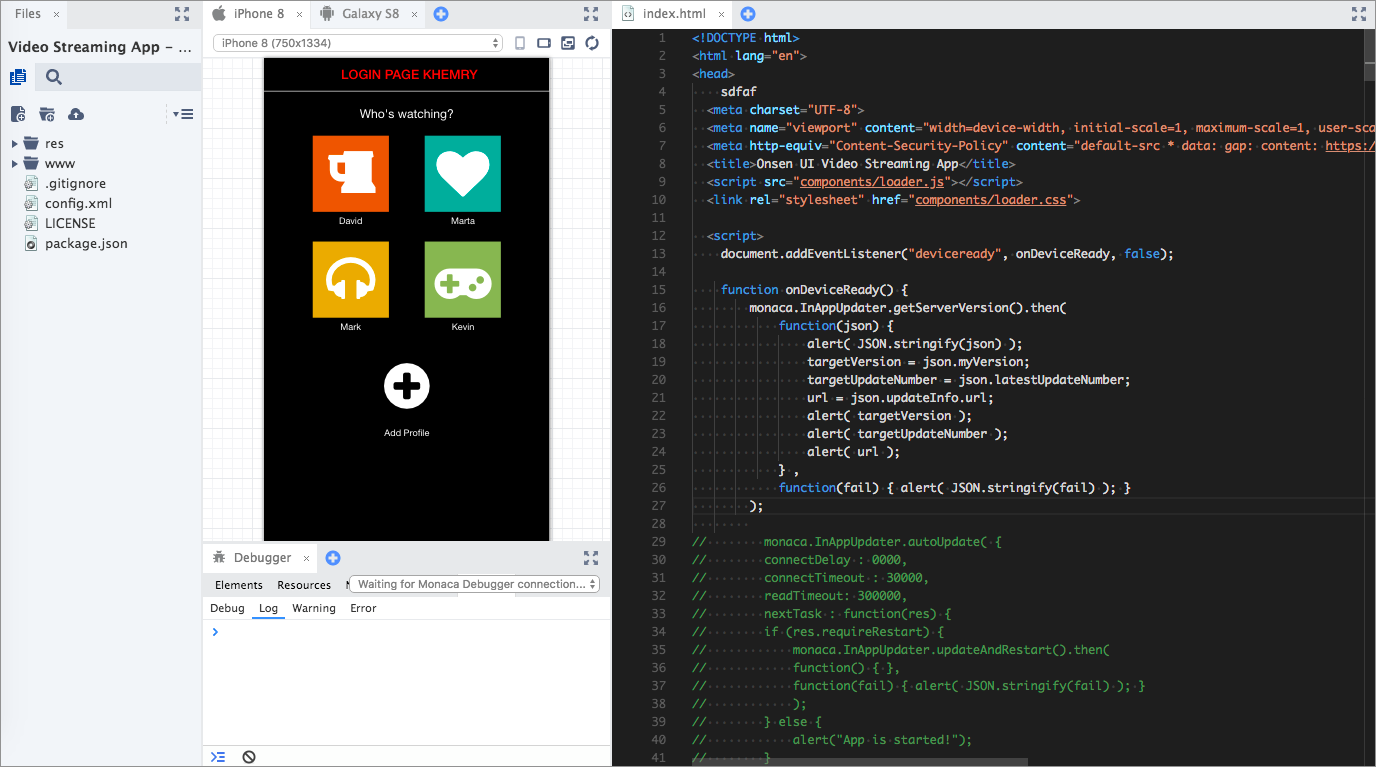 Files ×
Video Streaming App – ...
res
www
.gitignore
config.xml
LICENSE
package.json
iPhone 8 × Galaxy S8 ×
iPhone 8 (750x1334)
LOGIN PAGE KHEMRY
Who's watching?
David Marta
Mark Kevin
Add Profile
Debugger ×
Elements Resources Waiting for Monaca Debugger connection...
Debug Log Warning Error
index.html ×
1 <!DOCTYPE html>
2 <html lang="en">
3 <head>
4 sdfaf
5 <meta charset="UTF-8">
6 <meta name="viewport" content="width=device-width, initial-scale=1, maximum-scale=1, user-sca
7 <meta http-equiv="Content-Security-Policy" content="default-src * data: gap: content: https:/
8 <title>Onsen UI Video Streaming App</title>
9 <script src="components/loader.js"></script>
10 <link rel="stylesheet" href="components/loader.css">
11
12 <script>
13 document.addEventListener("deviceready", onDeviceReady, false);
14
15 function onDeviceReady() {
16 monaca.InAppUpdater.getServerVersion().then(
17 function(json) {
18 alert( JSON.stringify(json) );
19 targetVersion = json.myVersion;
20 targetUpdateNumber = json.latestUpdateNumber;
21 url = json.updateInfo.url;
22 alert( targetVersion );
23 alert( targetUpdateNumber );
24 alert( url );
25 } ,
26 function(fail) { alert( JSON.stringify(fail) ); }
27 );
28
29 // monaca.InAppUpdater.autoUpdate( {
30 // connectDelay : 0000,
31 // connectTimeout : 30000,
32 // readTimeout: 300000,
33 // nextTask : function(res) {
34 // if (res.requireRestart) {
35 // monaca.InAppUpdater.updateAndRestart().then(
36 // function() { },
37 // function(fail) { alert( JSON.stringify(fail) ); }
38 // );
39 // } else {
40 // alert("App is started!");
41 // }